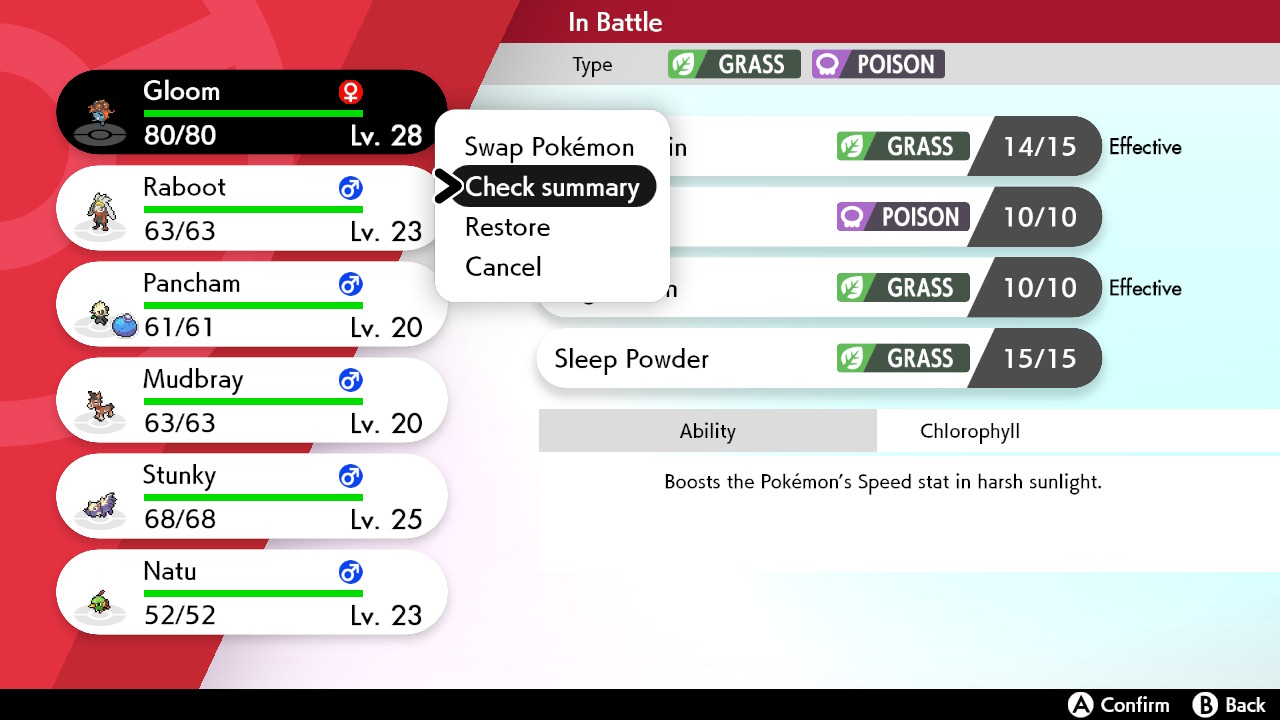 In Battle
Type GRASS POISON
Gloom
80/80 Lv. 28
Raboot
63/63 Lv. 23
Pancham
61/61 Lv. 20
Mudbray
63/63 Lv. 20
Stunky
68/68 Lv. 25
Natu
52/52 Lv. 23
Swap Pokémon
Check summary
Restore
Cancel
in GRASS 14/15 Effective
POISON 10/10
n GRASS 10/10 Effective
Sleep Powder GRASS 15/15
Ability Chlorophyll
Boosts the Pokémon's Speed stat in harsh sunlight.
A Confirm B Back